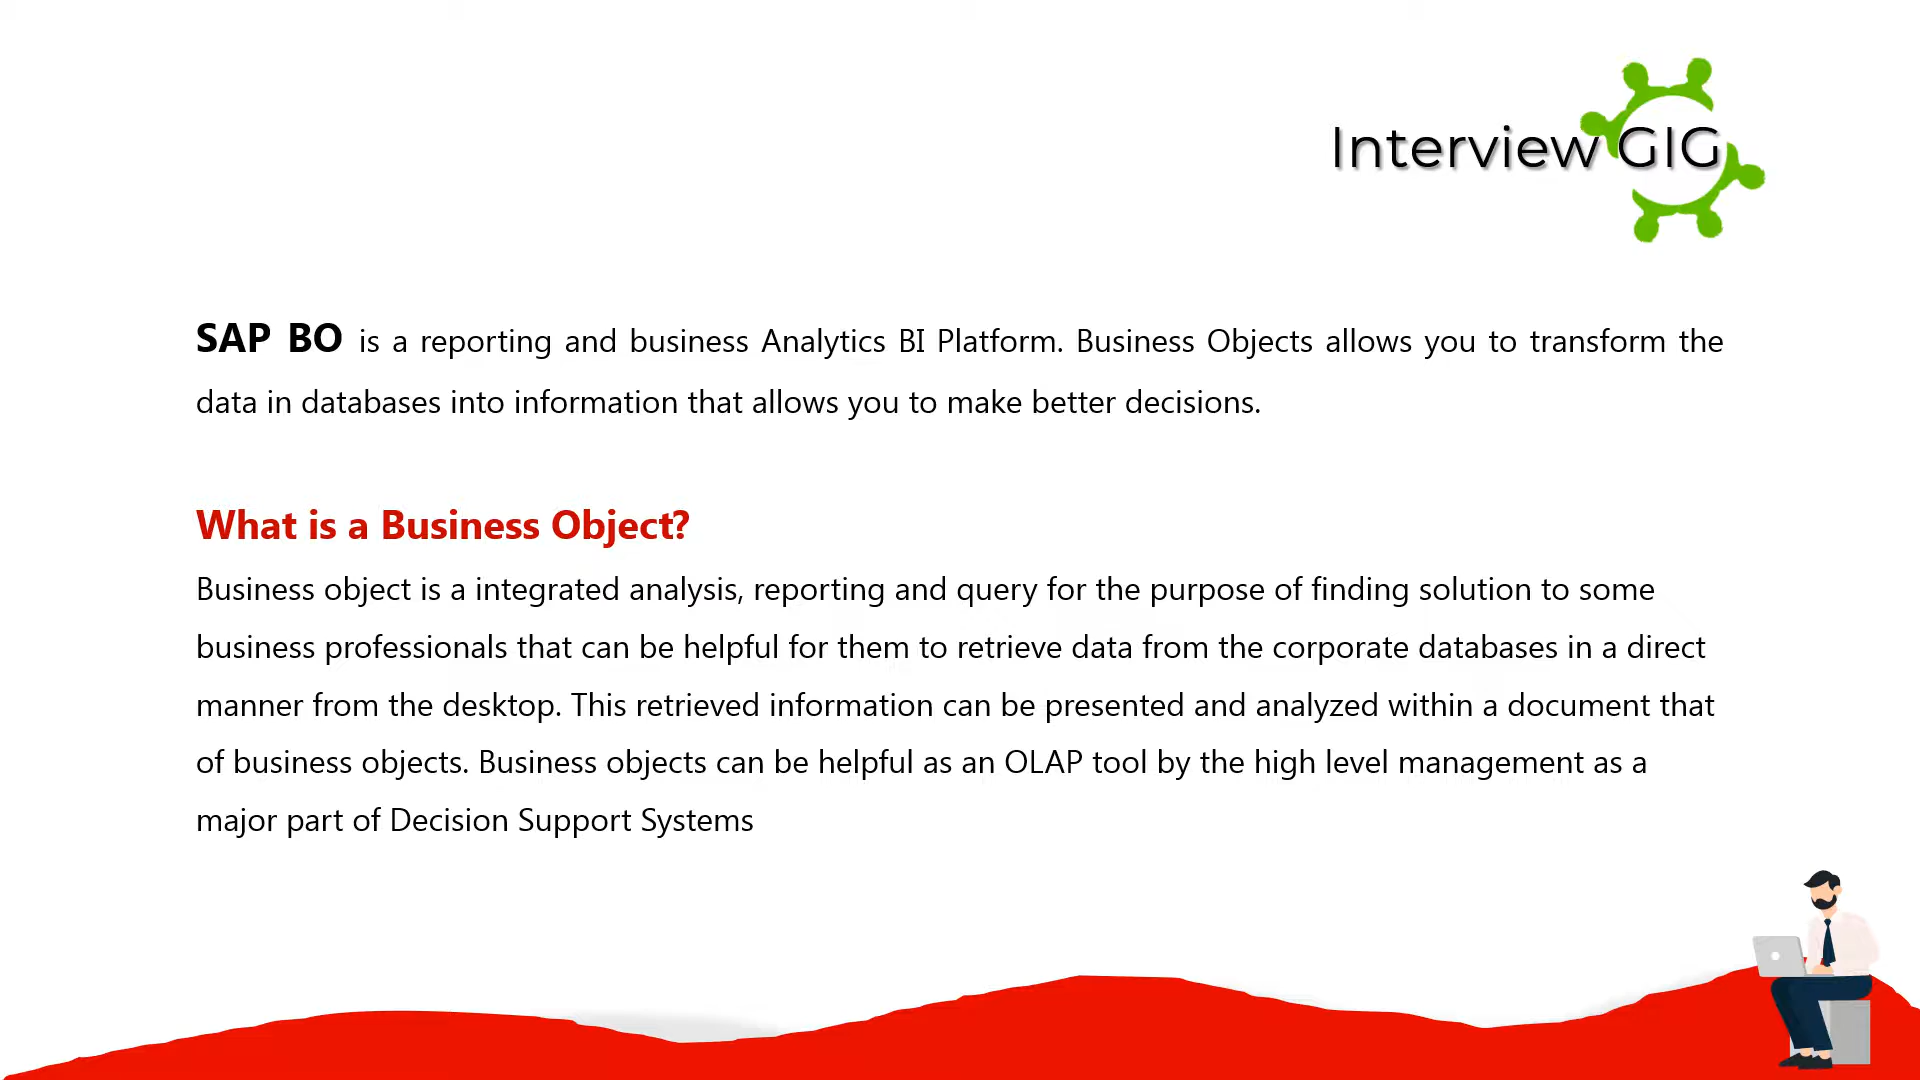 Interview GIG
SAP BO is a reporting and business Analytics BI Platform. Business Objects allows you to transform the
data in databases into information that allows you to make better decisions.
What is a Business Object?
Business object is a integrated analysis, reporting and query for the purpose of finding solution to some
business professionals that can be helpful for them to retrieve data from the corporate databases in a direct
manner from the desktop. This retrieved information can be presented and analyzed within a document that
of business objects. Business objects can be helpful as an OLAP tool by the high level management as a
major part of Decision Support Systems